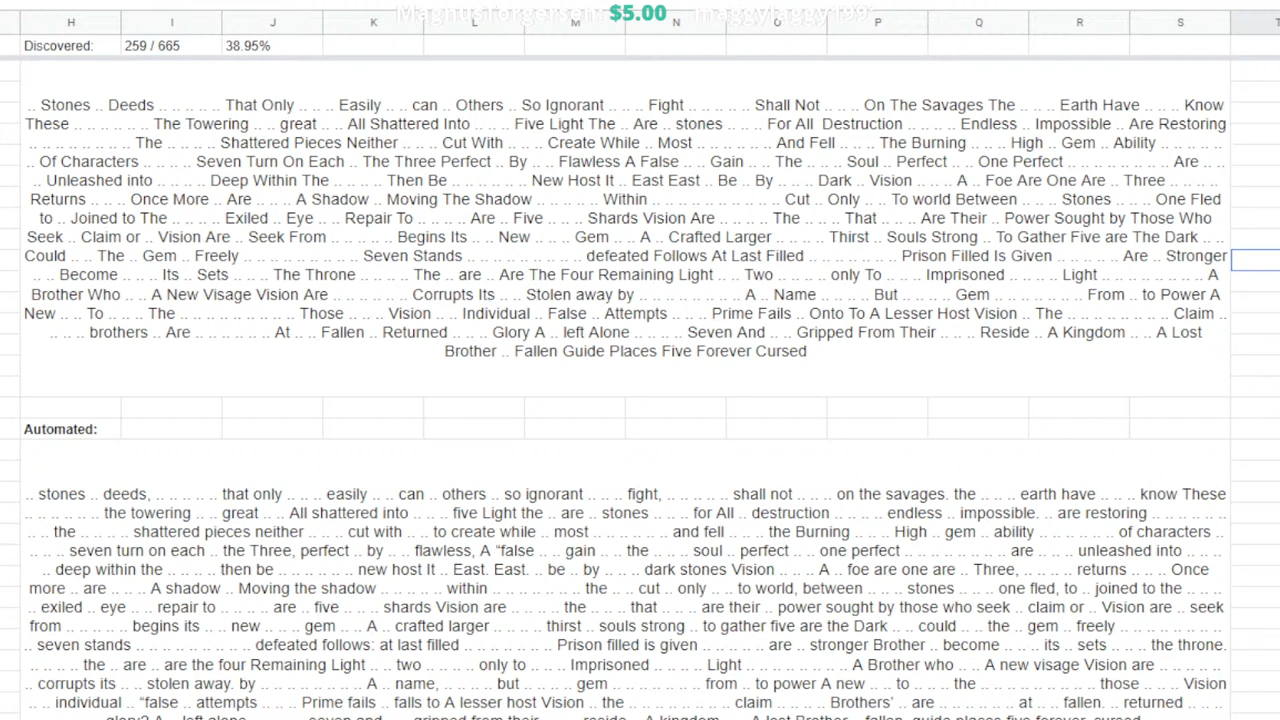 MagnusTorgersen: $5.00 maggylaggy1991
H I J K L M N O P Q R S
Discovered: 259 / 665 38.95%
.. Stones .. Deeds .. .. .. .. .. That Only .. .. .. Easily .. .. can .. Others .. So Ignorant .. .. .. Fight .. .. .. .. .. Shall Not .. .. .. On The Savages The .. .. .. Earth Have .. .. .. Know
These .. .. .. .. .. .. The Towering .. .. great .. .. All Shattered Into .. .. .. Five Light The .. Are .. stones .. .. .. For All Destruction .. .. .. .. Endless .. Impossible .. Are Restoring
.. .. .. .. .. .. .. The .. .. .. Shattered Pieces Neither .. .. .. Cut With .. .. .. Create While .. Most .. .. .. .. .. And Fell .. .. .. The Burning .. .. .. High .. Gem .. Ability .. .. .. ..
.. Of Characters .. .. .. .. Seven Turn On Each .. The Three Perfect .. By .. .. Flawless A False .. .. Gain .. .. The .. .. Soul .. Perfect .. .. One Perfect .. .. .. .. .. .. .. Are .. ..
.. Unleashed into .. .. .. .. Deep Within The .. .. .. .. Then Be .. .. .. .. .. .. New Host It .. East East .. Be .. By .. .. .. Dark .. Vision .. .. .. A .. Foe Are One Are .. Three .. .. .. ..
Returns .. .. Once More .. Are .. .. A Shadow .. Moving The Shadow .. .. .. .. .. Within .. .. .. .. .. .. .. .. Cut .. Only .. .. To world Between .. .. .. Stones .. .. .. One Fled
to .. Joined to The .. .. .. .. Exiled .. Eye .. .. Repair To .. .. .. .. Are .. Five .. .. .. Shards Vision Are .. .. .. .. The .. .. That .. .. .. Are Their .. Power Sought by Those Who
Seek .. Claim or .. Vision Are .. Seek From .. .. .. .. .. Begins Its .. .. New .. .. .. Gem .. .. A .. Crafted Larger .. .. .. .. Thirst .. Souls Strong .. To Gather Five are The Dark .. ..
Could .. .. The .. Gem .. Freely .. .. .. .. .. .. .. .. .. Seven Stands .. .. .. .. .. .. .. .. .. defeated Follows At Last Filled .. .. .. .. .. .. .. Prison Filled Is Given .. .. .. .. .. Are .. Stronger
.. .. Become .. .. Its .. Sets .. .. .. The Throne .. .. .. .. The .. are .. Are The Four Remaining Light .. .. Two .. .. .. .. only To .. .. .. Imprisoned .. .. .. Light .. .. .. .. .. .. .. .. A
Brother Who .. .. A New Visage Vision Are .. .. .. .. .. .. Corrupts Its .. .. Stolen away by .. .. .. .. .. .. .. .. A .. Name .. .. .. But .. .. .. Gem .. .. .. .. .. .. .. From .. to Power A
New .. .. To .. .. The .. .. .. .. .. .. .. .. .. Those .. .. .. Vision .. .. Individual .. False .. Attempts .. .. .. Prime Fails .. Onto To A Lesser Host Vision .. The .. .. .. .. .. .. .. .. Claim ..
.. .. .. brothers .. Are .. .. .. .. .. .. At .. .. Fallen .. Returned .. .. .. Glory A .. left Alone .. .. .. .. Seven And .. .. Gripped From Their .. .. .. Reside .. A Kingdom .. .. A Lost
Brother .. Fallen Guide Places Five Forever Cursed
Automated:
.. stones .. deeds, .. .. .. .. .. that only .. .. .. easily .. .. can .. others .. so ignorant .. .. .. fight, .. .. .. .. .. shall not .. .. .. on the savages. the .. .. .. earth have .. .. .. know These
.. .. .. .. .. .. the towering .. .. great .. .. All shattered into .. .. .. five Light the .. are .. stones .. .. .. for All .. destruction .. .. .. .. endless .. impossible. .. are restoring .. .. .. ..
.. .. the .. .. .. .. shattered pieces neither .. .. .. cut with .. .. to create while .. most .. .. .. .. .. and fell .. .. .. the Burning .. .. .. High .. gem .. ability .. .. .. .. .. .. of characters ..
.. .. .. seven turn on each .. the Three, perfect .. by .. .. flawless, A “false .. .. gain .. .. the .. .. soul .. perfect .. .. one perfect .. .. .. .. .. .. .. are .. .. .. unleashed into .. .. ..
.. deep within the .. .. .. then be .. .. .. .. .. .. new host It .. East. East. .. be .. by .. .. .. dark stones Vision .. .. .. A .. foe are one are .. Three, .. .. .. .. returns .. .. Once
more .. are .. .. A shadow .. Moving the shadow .. .. .. .. .. within .. .. .. .. .. .. .. the .. cut .. only .. .. to world, between .. .. .. stones .. .. .. one fled, to .. joined to the .. .. ..
.. exiled .. eye .. .. repair to .. .. .. .. are .. five .. .. .. shards Vision are .. .. .. .. the .. .. that .. .. .. are their .. power sought by those who seek .. claim or .. Vision are .. seek
from .. .. .. .. .. begins its .. .. new .. .. .. gem .. .. A .. crafted larger .. .. .. .. thirst .. souls strong .. to gather five are the Dark .. .. could .. .. the .. gem .. freely .. .. .. .. .. .. ..
.. seven stands .. .. .. .. .. .. .. .. .. defeated follows: at last filled .. .. .. .. .. .. .. Prison filled is given .. .. .. .. .. are .. stronger Brother .. become .. .. its .. sets .. .. .. the throne.
.. .. .. .. the .. are .. are the four Remaining Light .. .. two .. .. .. .. only to .. .. .. Imprisoned .. .. .. Light .. .. .. .. .. .. .. .. A Brother who .. .. A new visage Vision are .. .. .. ..
.. corrupts its .. .. stolen away. by .. .. .. .. .. .. .. .. A .. name, .. .. .. but .. .. .. gem .. .. .. .. .. .. .. from .. to power A new .. .. to .. .. the .. .. .. .. .. .. .. .. those .. .. .. Vision
.. .. individual .. “false .. attempts .. .. .. Prime fails .. falls to A lesser host Vision .. the .. .. .. .. .. .. .. .. claim .. .. .. Brothers’ .. are .. .. .. .. .. .. at .. .. fallen. .. returned .. ..
.. glory? A .. left alone .. .. .. .. seven and .. .. gripped from their .. .. .. reside .. A kingdom .. .. A lost Brother .. fallen, guide places five forever cursed